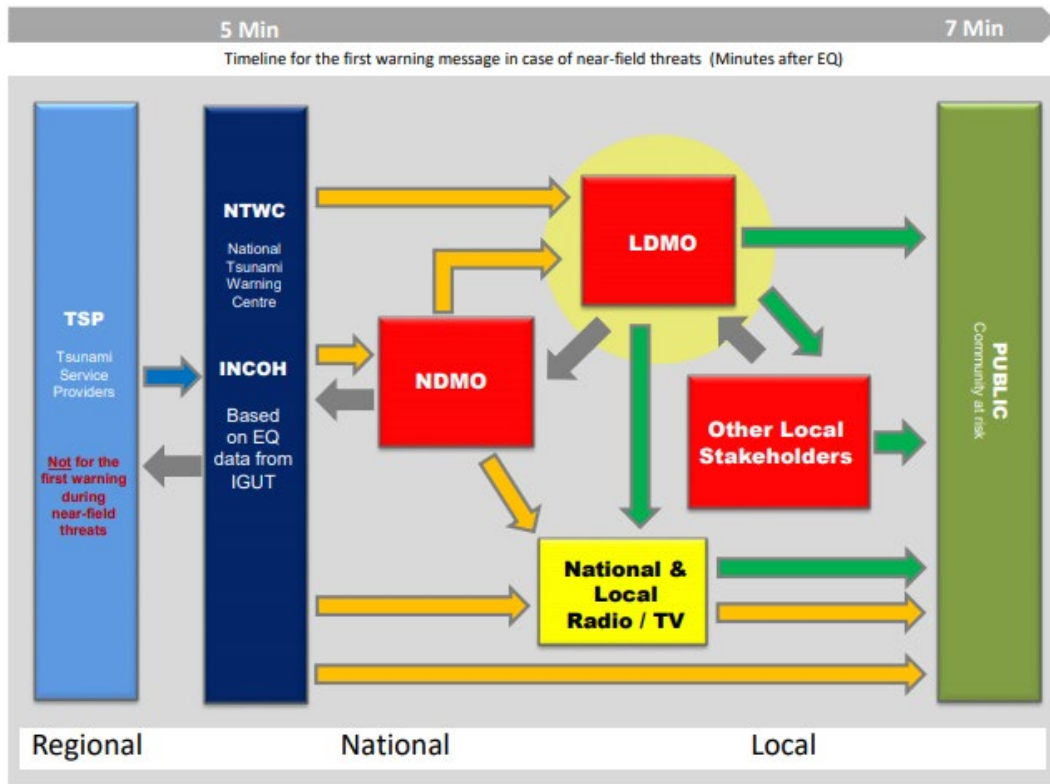 5 Min
7 Min
Timeline for the first warning message in case of near-field threats (Minutes after EQ)
TSP
Tsunami
Service
Providers
Not for the
first warning
during
near-field
threats
NTWC
National
Tsunami
Warning
Centre
INCOH
Based
on EQ
data from
IGUT
NDMO
LDMO
Other Local
Stakeholders
National &
Local
Radio / TV
PUBLIC
Community at risk
Regional
National
Local